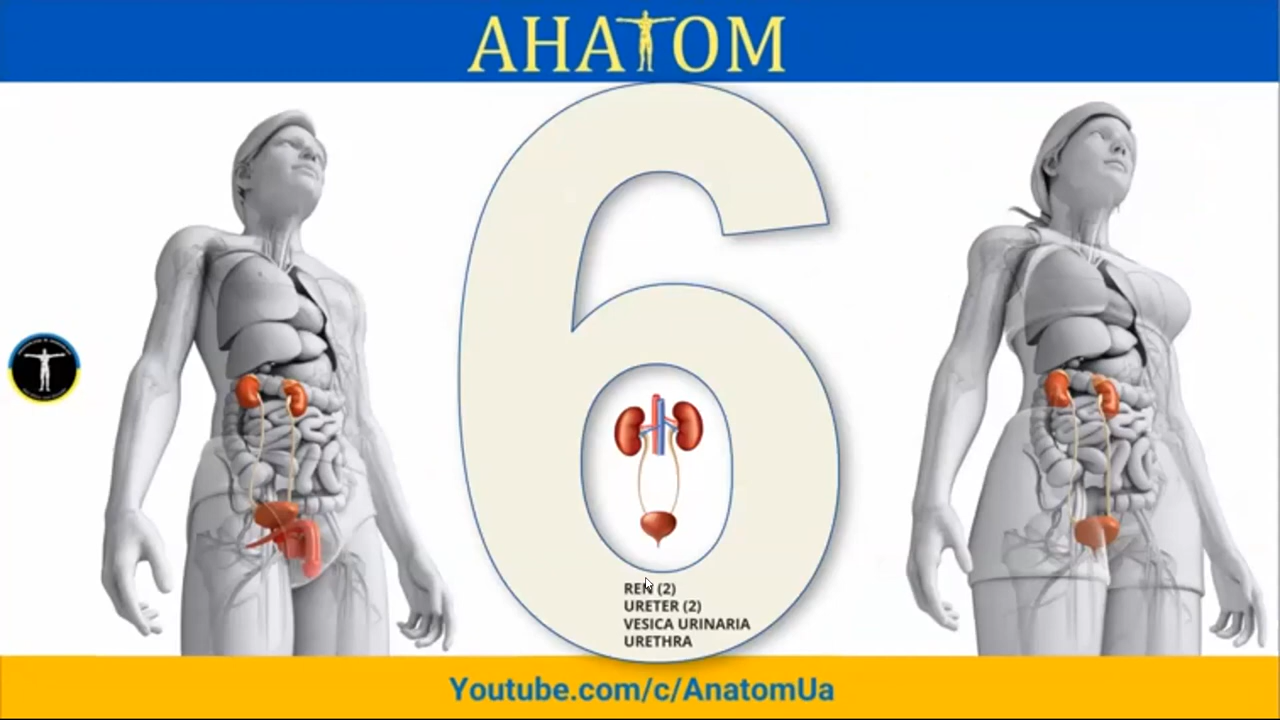 АНАТОМ
6
REN (2)
URETER (2)
VESICA URINARIA
URETHRA
Youtube.com/c/AnatomUa